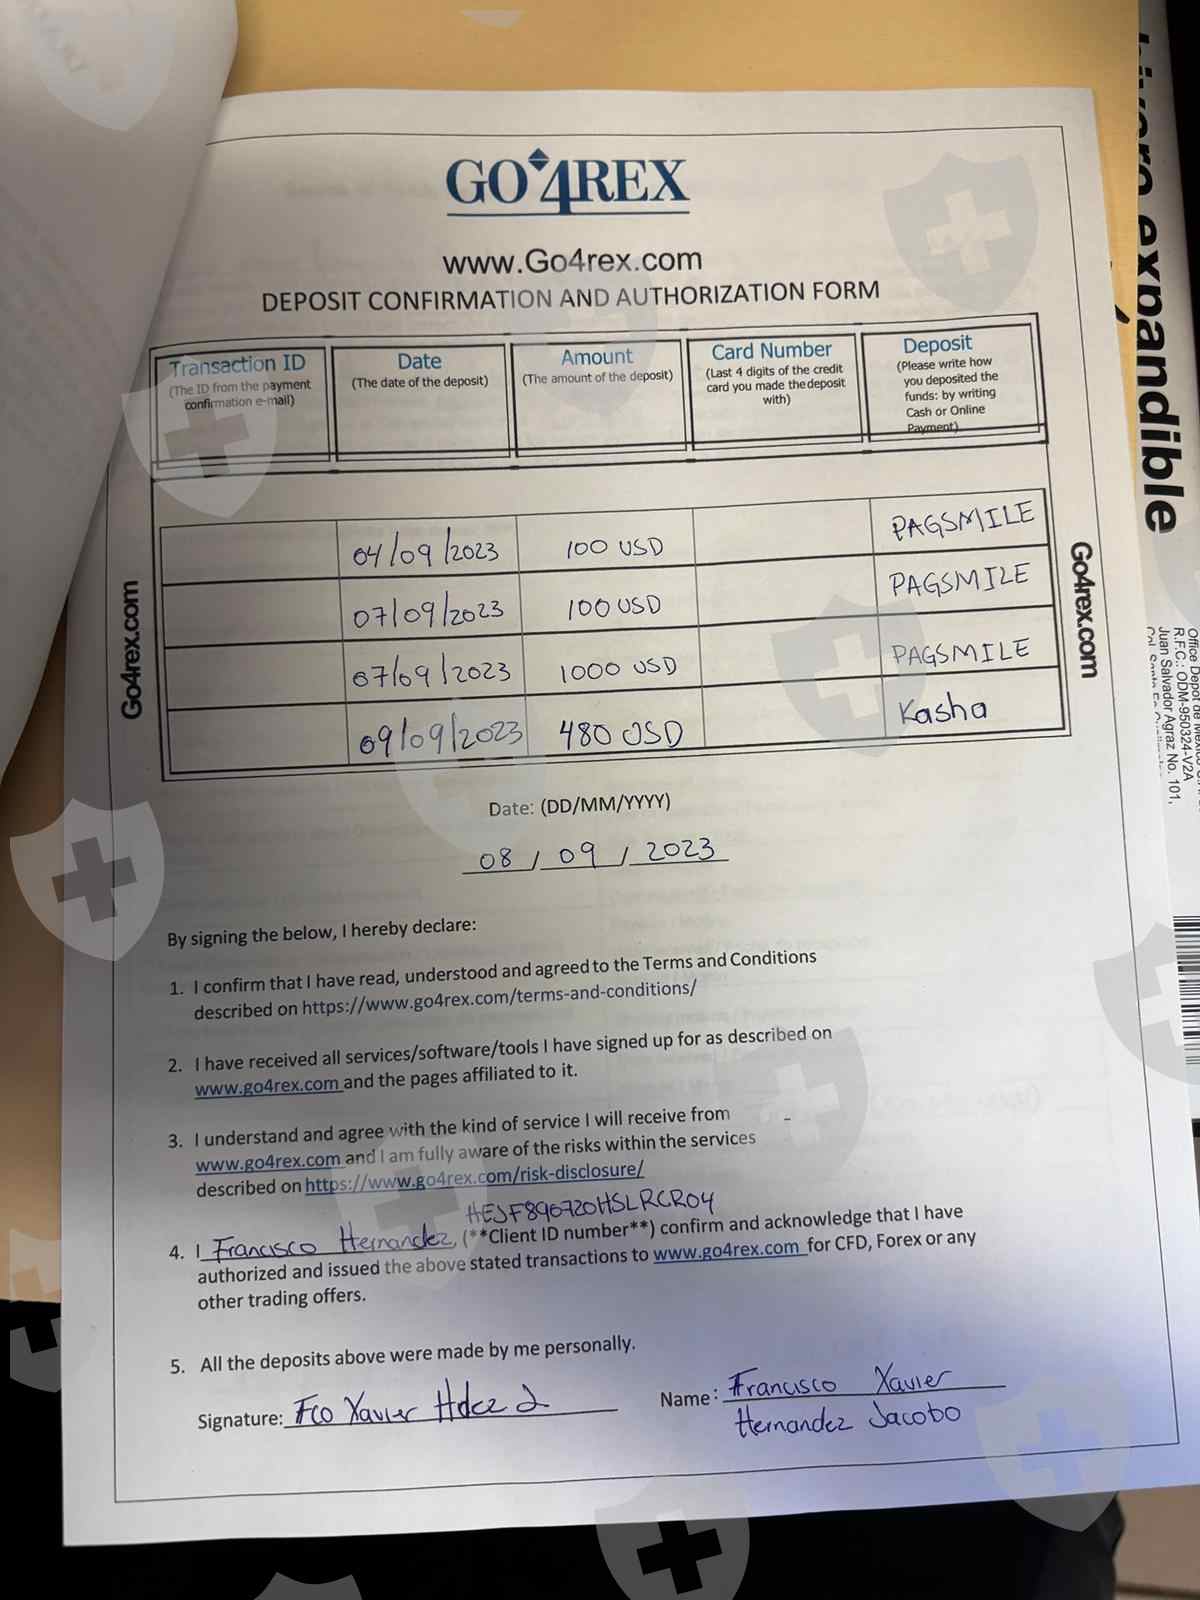 GO4REX
www.Go4rex.com
DEPOSIT CONFIRMATION AND AUTHORIZATION FORM
Transaction ID
(The ID from the payment
confirmation e-mail)
Date
(The date of the deposit)
Amount
(The amount of the deposit)
Card Number
(Last 4 digits of the credit
card you made the deposit
with)
Deposit
(Please write how
you deposited the
funds: by writing
Cash or Online
Payment)
04/09/2023 100 USD PAGSMILE
07/09/2023 100 USD PAGSMILE
07/09/2023 1000 USD PAGSMILE
09/09/2023 480 USD Kasha
Go4rex.com
Go4rex.com
Date: (DD/MM/YYYY)
08 / 09 / 2023
By signing the below, I hereby declare:
1. I confirm that I have read, understood and agreed to the Terms and Conditions
described on https://www.go4rex.com/terms-and-conditions/
2. I have received all services/software/tools I have signed up for as described on
www.go4rex.com and the pages affiliated to it.
3. I understand and agree with the kind of service I will receive from
www.go4rex.com and I am fully aware of the risks within the services
described on https://www.go4rex.com/risk-disclosure/
HEJF890720HSLRCR04
4. I Francisco Hernandez, (**Client ID number**) confirm and acknowledge that I have
authorized and issued the above stated transactions to www.go4rex.com for CFD, Forex or any
other trading offers.
5. All the deposits above were made by me personally.
Signature: Fco Xavier Hdez J
Name: Francisco Xavier
Hernandez Jacobo
expandible
Office Depot de
R.F.C.: ODM-950324-V2A
Juan Salvador Agraz No. 101,